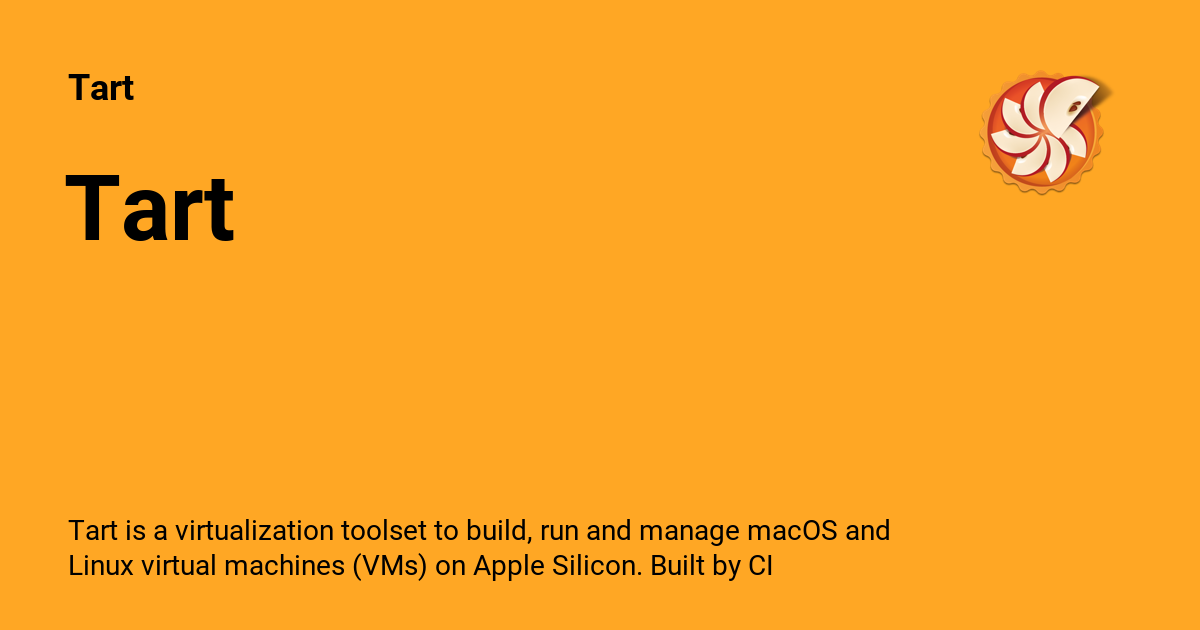 Tart
Tart
Tart is a virtualization toolset to build, run and manage macOS and
Linux virtual machines (VMs) on Apple Silicon. Built by CI